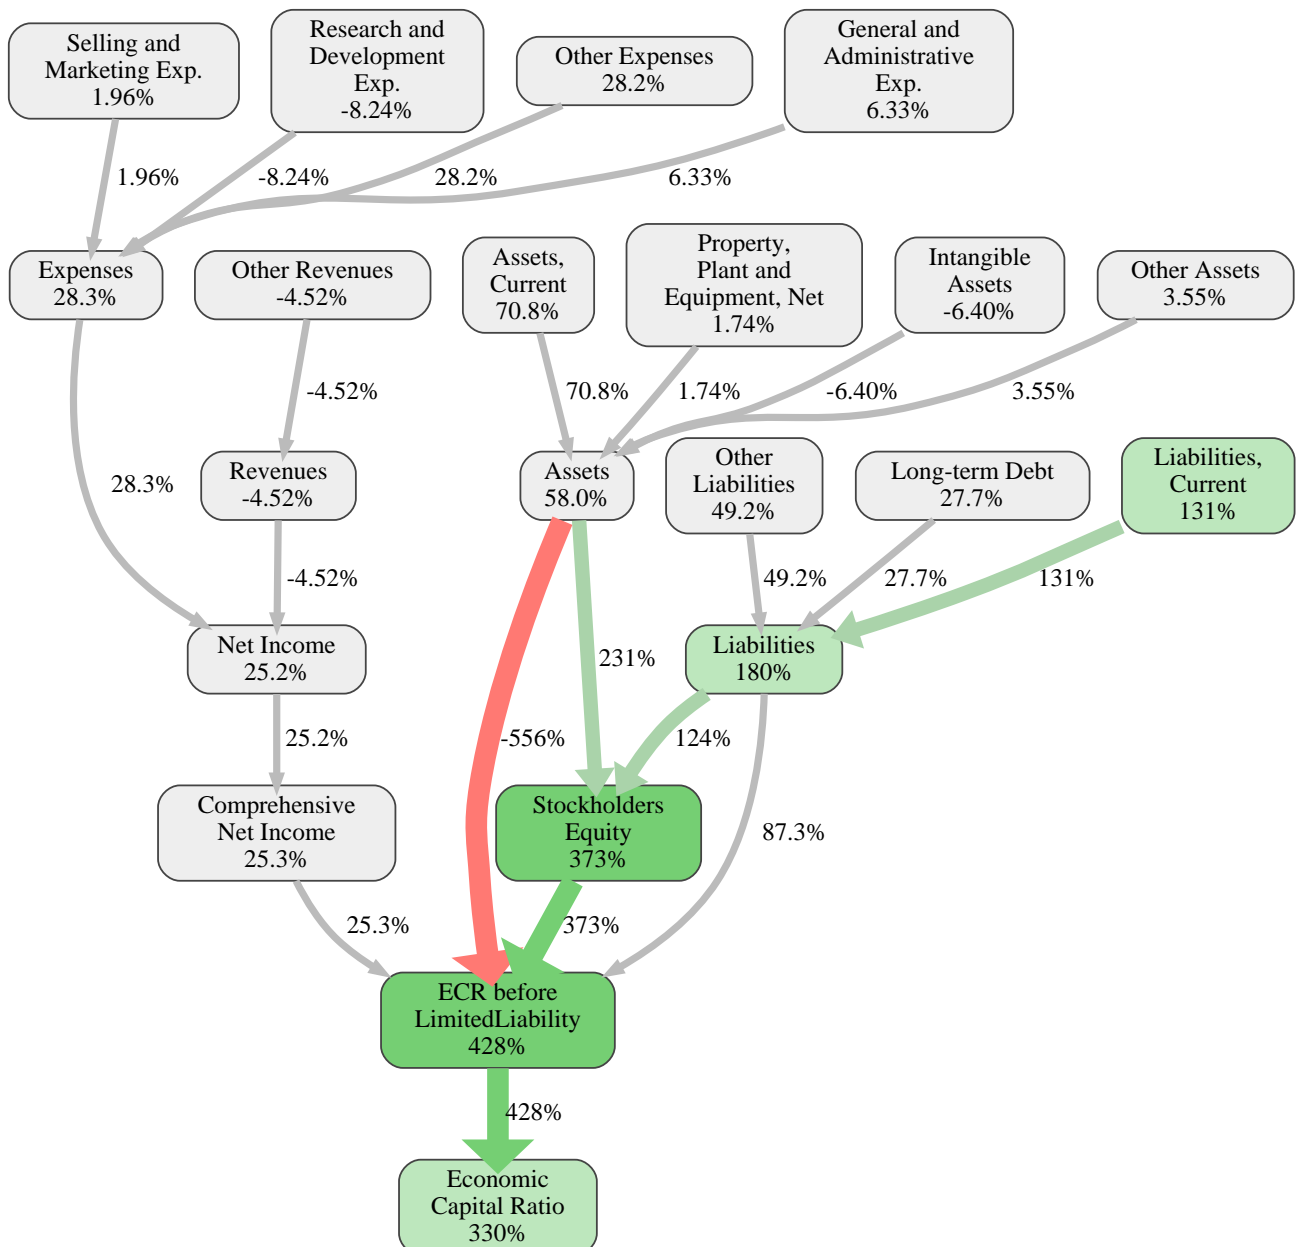 Selling and
Marketing Exp.
1.96%
Research and
Development
Exp.
-8.24%
Other Expenses
28.2%
General and
Administrative
Exp.
6.33%
1.96%
-8.24%
28.2%
6.33%
Expenses
28.3%
Other Revenues
-4.52%
Assets,
Current
70.8%
Property,
Plant and
Equipment, Net
1.74%
Intangible
Assets
-6.40%
Other Assets
3.55%
-4.52%
70.8%
1.74%
-6.40%
3.55%
28.3%
Revenues
-4.52%
Assets
58.0%
Other
Liabilities
49.2%
Long-term Debt
27.7%
Liabilities,
Current
131%
-4.52%
49.2%
27.7%
131%
Net Income
25.2%
231%
Liabilities
180%
25.2%
-556%
124%
Comprehensive
Net Income
25.3%
Stockholders
Equity
373%
87.3%
25.3%
373%
ECR before
LimitedLiability
428%
428%
Economic
Capital Ratio
330%